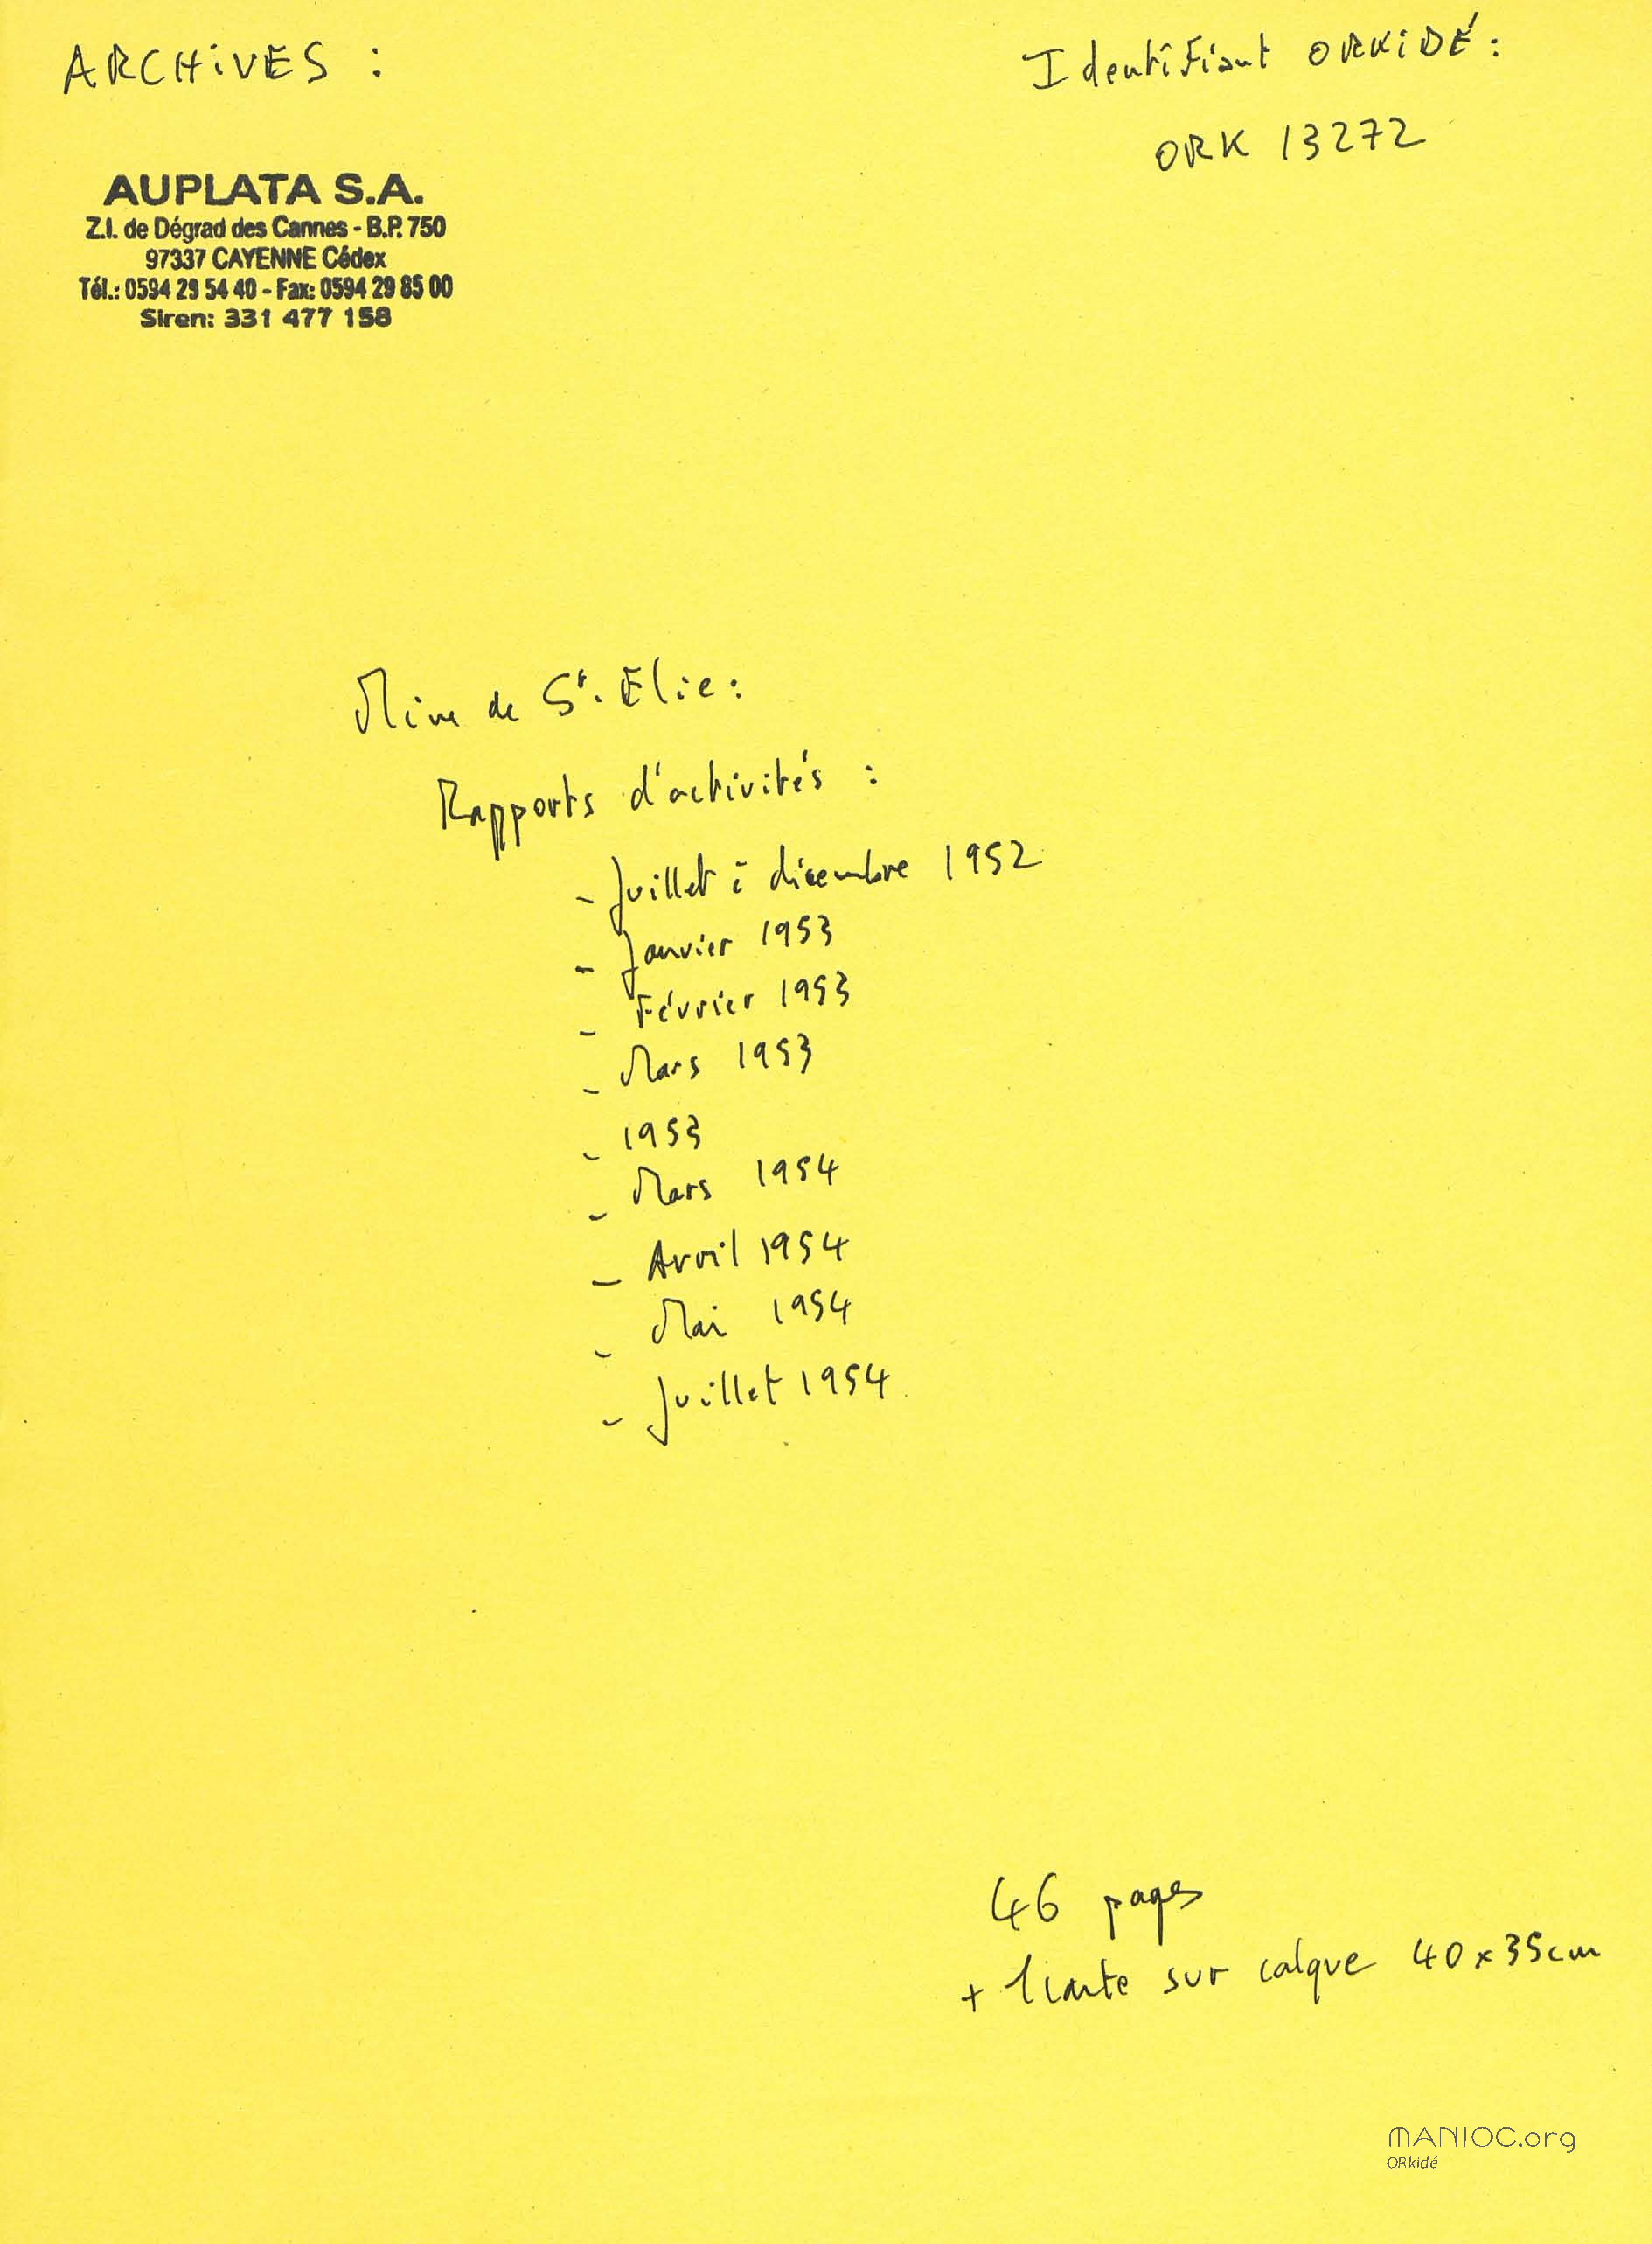 ARCHIVES :
Identifiant ORKIDÉ :
ORK 13272
AUPLATA S.A.
Z.I. de Dégrad des Cannes - B.P. 750
97337 CAYENNE Cédex
Tél.: 0594 29 54 40 - Fax: 0594 29 85 00
Siren: 331 477 158
Mine de St. Elie :
Rapports d'activités :
- Juillet à décembre 1952
- Janvier 1953
- Février 1953
- Mars 1953
- 1953
- Mars 1954
- Avril 1954
- Mai 1954
- Juillet 1954
46 pages
+ 1 carte sur calque 40 x 35 cm
MANIOC.org
ORkidé